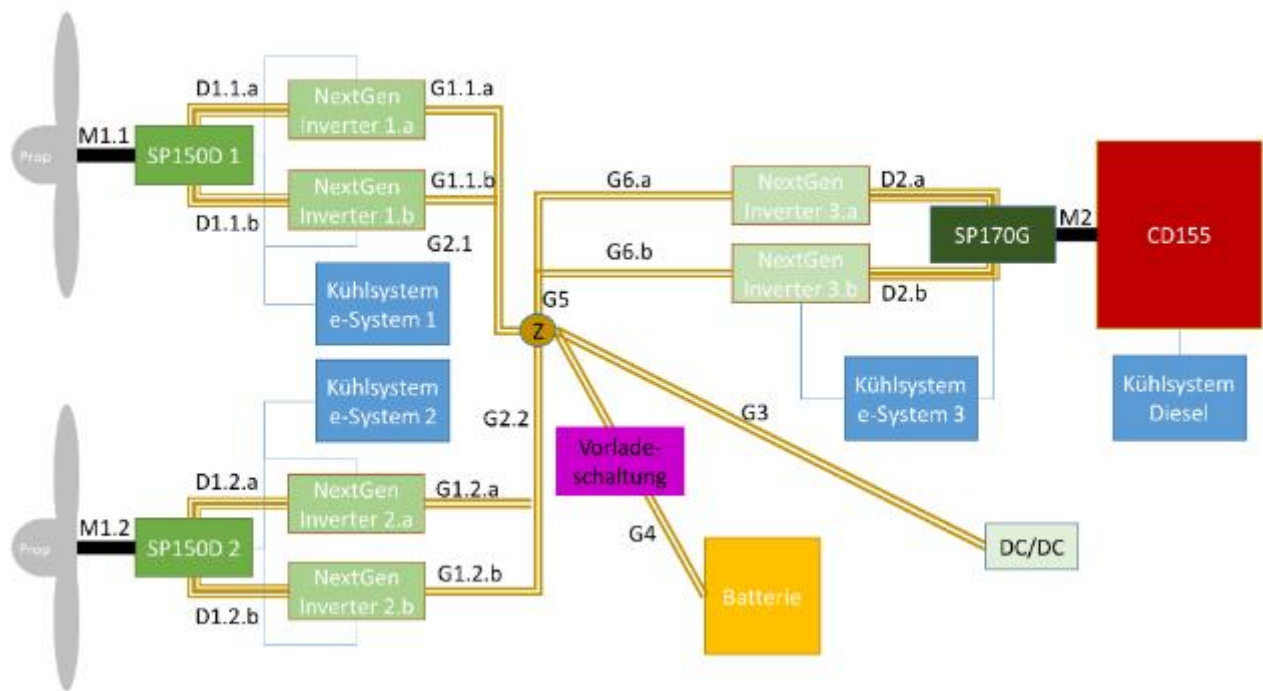 D1.1.a
NextGen
Inverter 1.a
G1.1.a
M1.1
Prop
SP150D 1
D1.1.b
NextGen
Inverter 1.b
G1.1.b
G2.1
Kühlsystem
e-System 1
G6.a
NextGen
Inverter 3.a
D2.a
G6.b
NextGen
Inverter 3.b
D2.b
SP170G
M2
CD155
G5
Z
Kühlsystem
e-System 2
G2.2
Kühlsystem
e-System 3
Kühlsystem
Diesel
G3
Vorlade-
schaltung
D1.2.a
NextGen
Inverter 2.a
G1.2.a
M1.2
Prop
SP150D 2
G4
DC/DC
D1.2.b
NextGen
Inverter 2.b
G1.2.b
Batterie